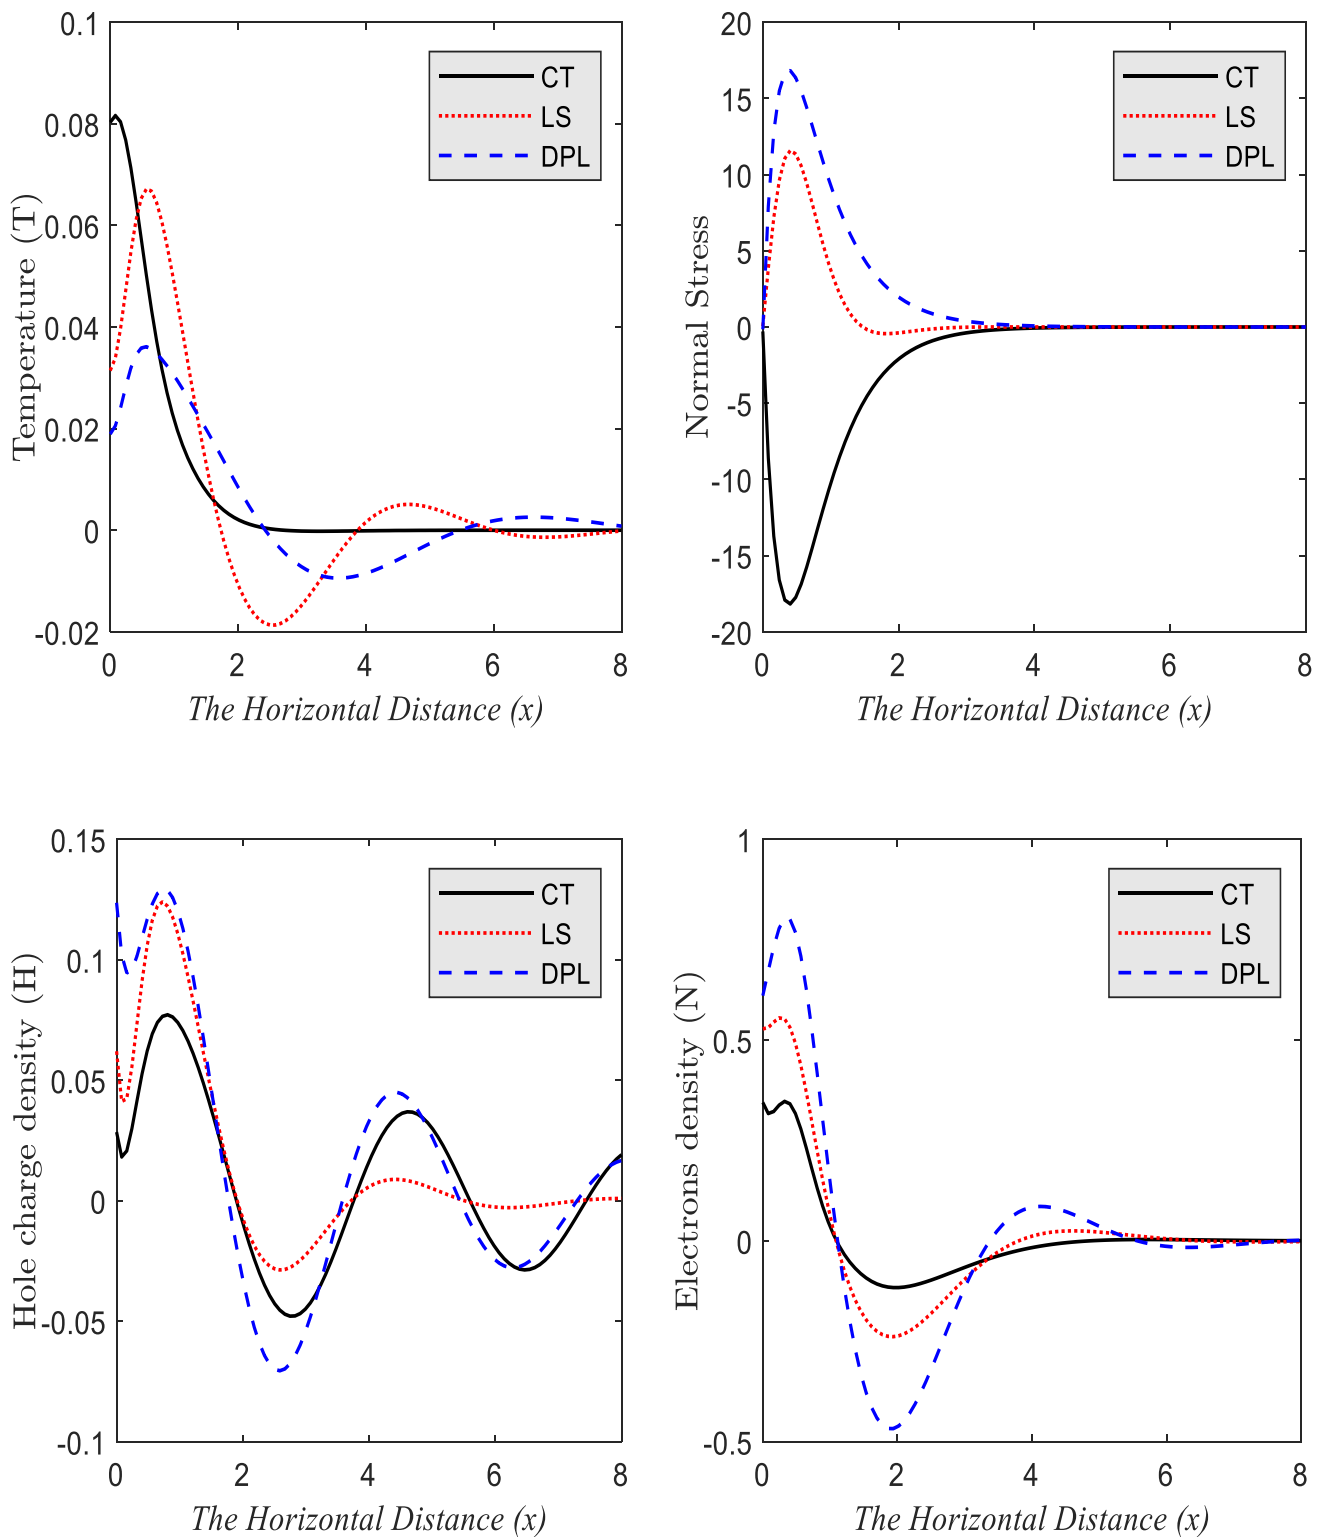 0.1
0.08
0.06
0.04
0.02
0
-0.02
Temperature (T)
CT
LS
DPL
0 2 4 6 8
The Horizontal Distance (x)
20
15
10
5
0
-5
-10
-15
-20
Normal Stress
CT
LS
DPL
0 2 4 6 8
The Horizontal Distance (x)
0.15
0.1
0.05
0
-0.05
-0.1
Hole charge density (H)
CT
LS
DPL
0 2 4 6 8
The Horizontal Distance (x)
1
0.5
0
-0.5
Electrons density (N)
CT
LS
DPL
0 2 4 6 8
The Horizontal Distance (x)